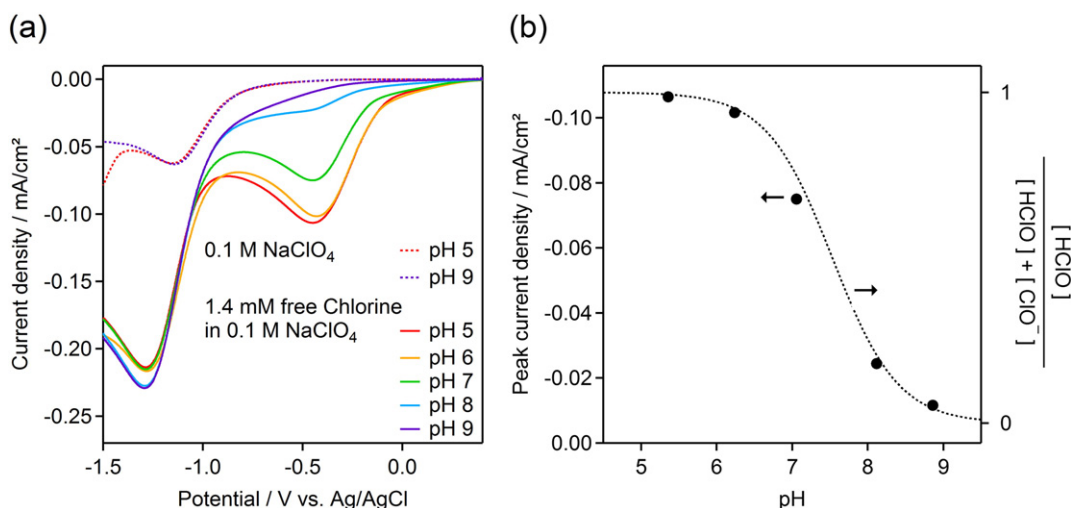 (a)
0.00
-0.05
-0.10
-0.15
-0.20
-0.25
Current density / mA/cm²
-1.5
-1.0
-0.5
0.0
Potential / V vs. Ag/AgCl
0.1 M NaClO₄
pH 5
pH 9
1.4 mM free Chlorine
in 0.1 M NaClO₄
pH 5
pH 6
pH 7
pH 8
pH 9
(b)
-0.10
-0.08
-0.06
-0.04
-0.02
0.00
Peak current density / mA/cm²
5
6
7
8
9
pH
1
0
[ HClO ]
[ HClO ] + [ ClO⁻ ]